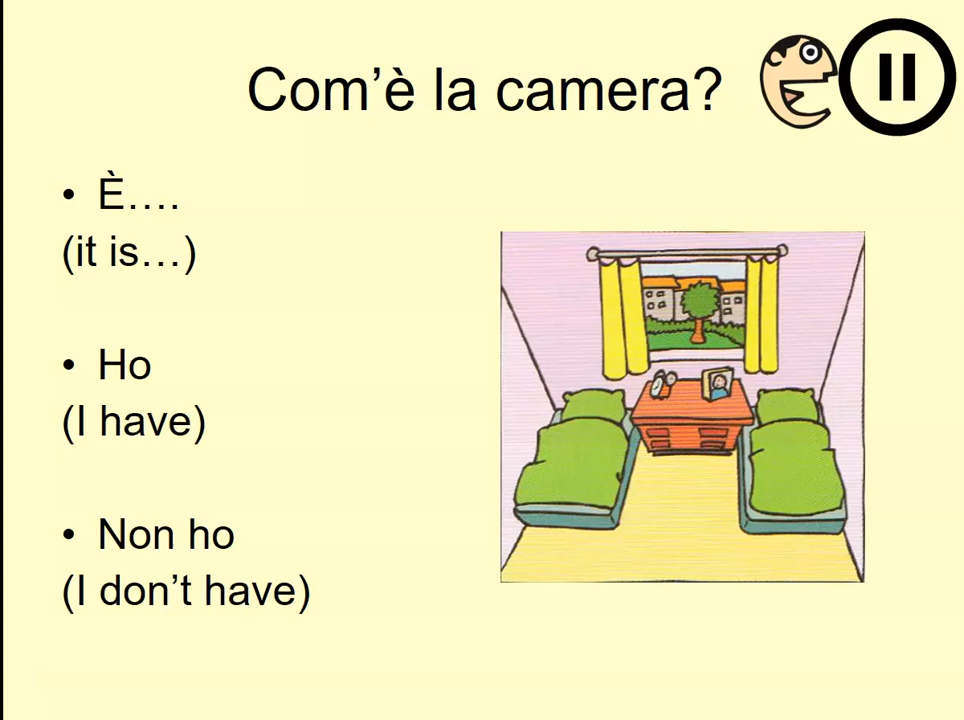 Com’è la camera?
• È….
(it is…)
• Ho
(I have)
• Non ho
(I don’t have)